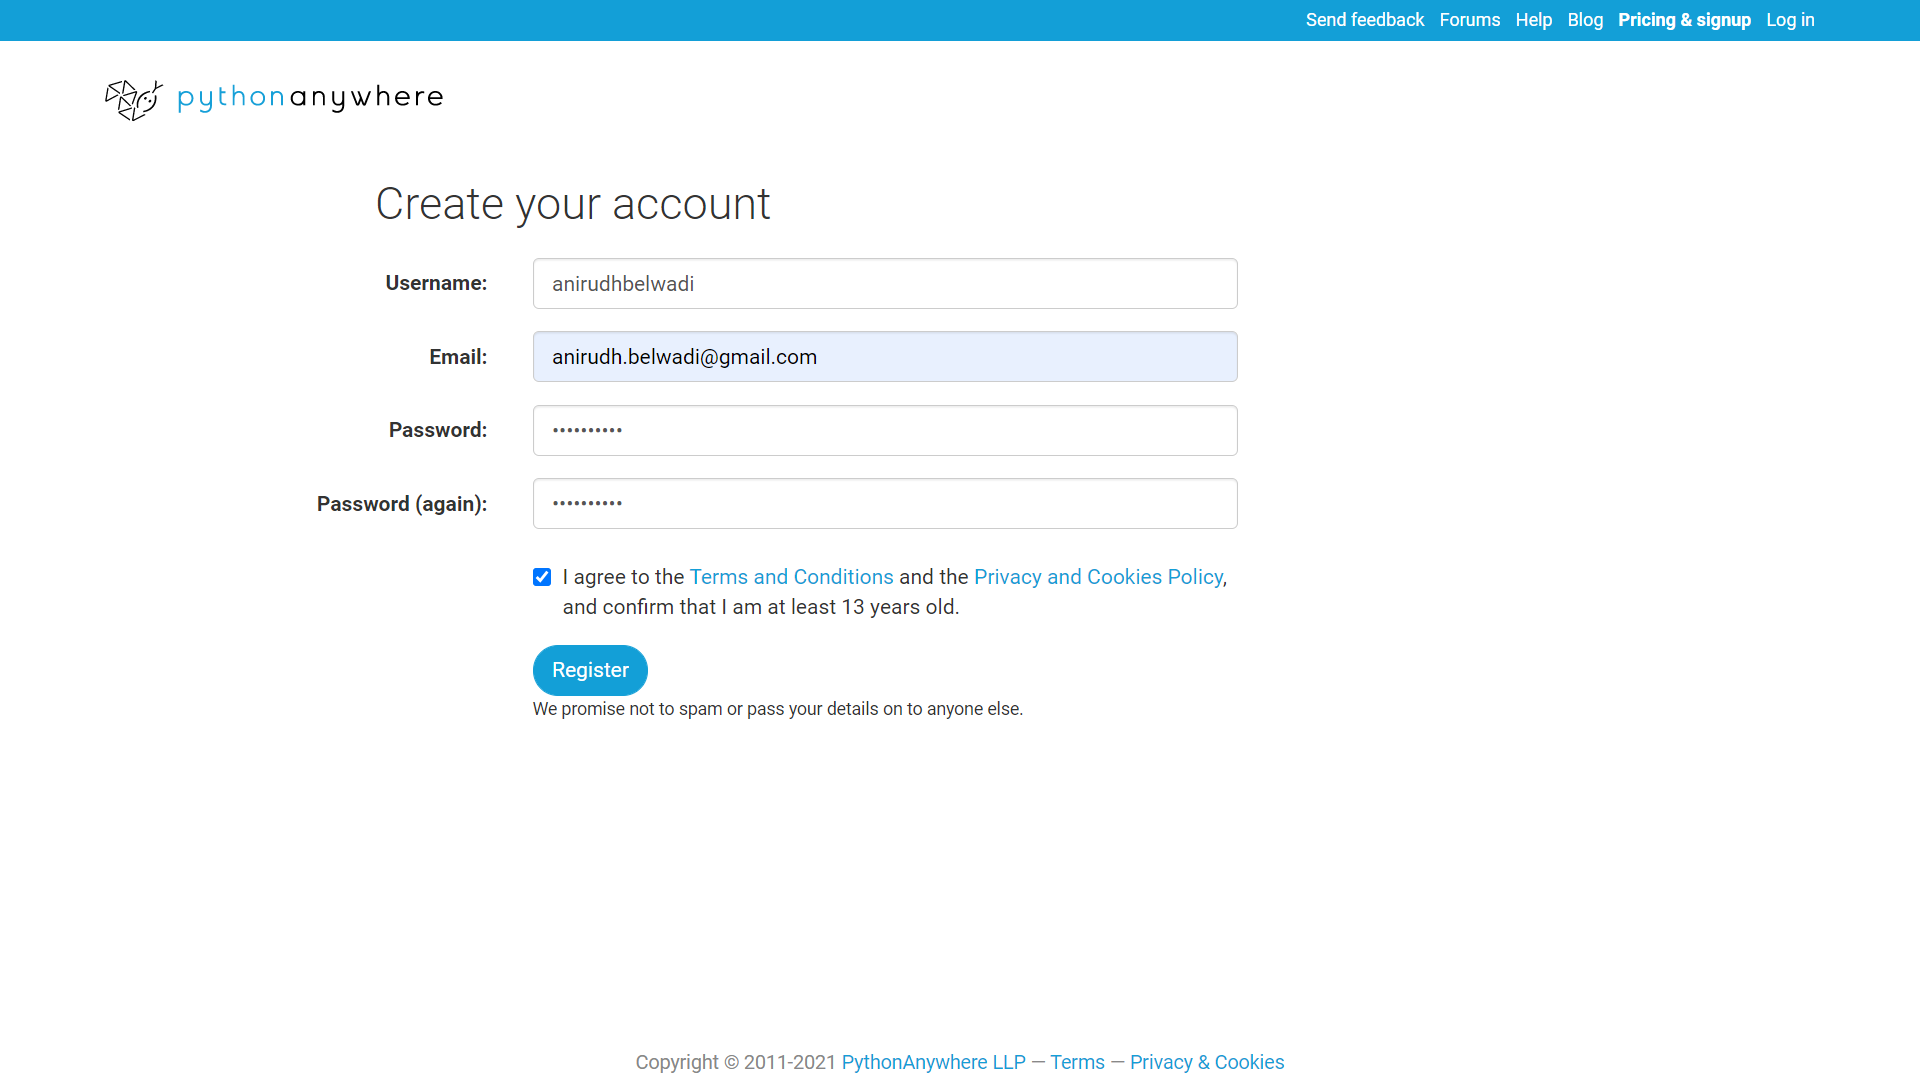 Send feedback Forums Help Blog Pricing & signup Log in
pythonanywhere
Create your account
Username: anirudhbelwadi
Email: anirudh.belwadi@gmail.com
Password: ••••••••••
Password (again): ••••••••••
I agree to the Terms and Conditions and the Privacy and Cookies Policy,
and confirm that I am at least 13 years old.
Register
We promise not to spam or pass your details on to anyone else.
Copyright © 2011-2021 PythonAnywhere LLP — Terms — Privacy & Cookies